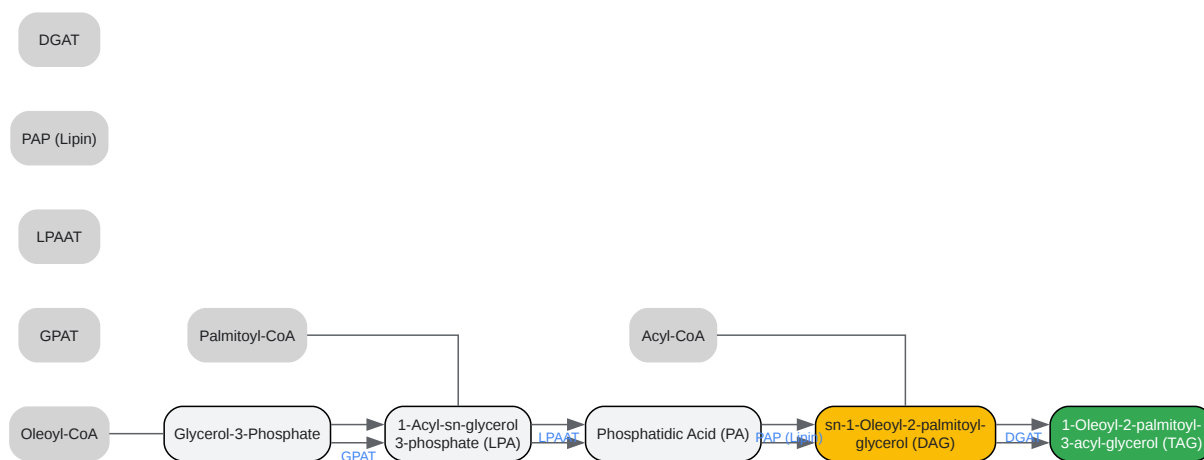 DGAT
PAP (Lipin)
LPAAT
GPAT
Palmitoyl-CoA
Acyl-CoA
Oleoyl-CoA
Glycerol-3-Phosphate
GPAT
1-Acyl-sn-glycerol
3-phosphate (LPA)
LPAAT
Phosphatidic Acid (PA)
PAP (Lipin)
sn-1-Oleoyl-2-palmitoyl-
glycerol (DAG)
DGAT
1-Oleoyl-2-palmitoyl-
3-acyl-glycerol (TAG)